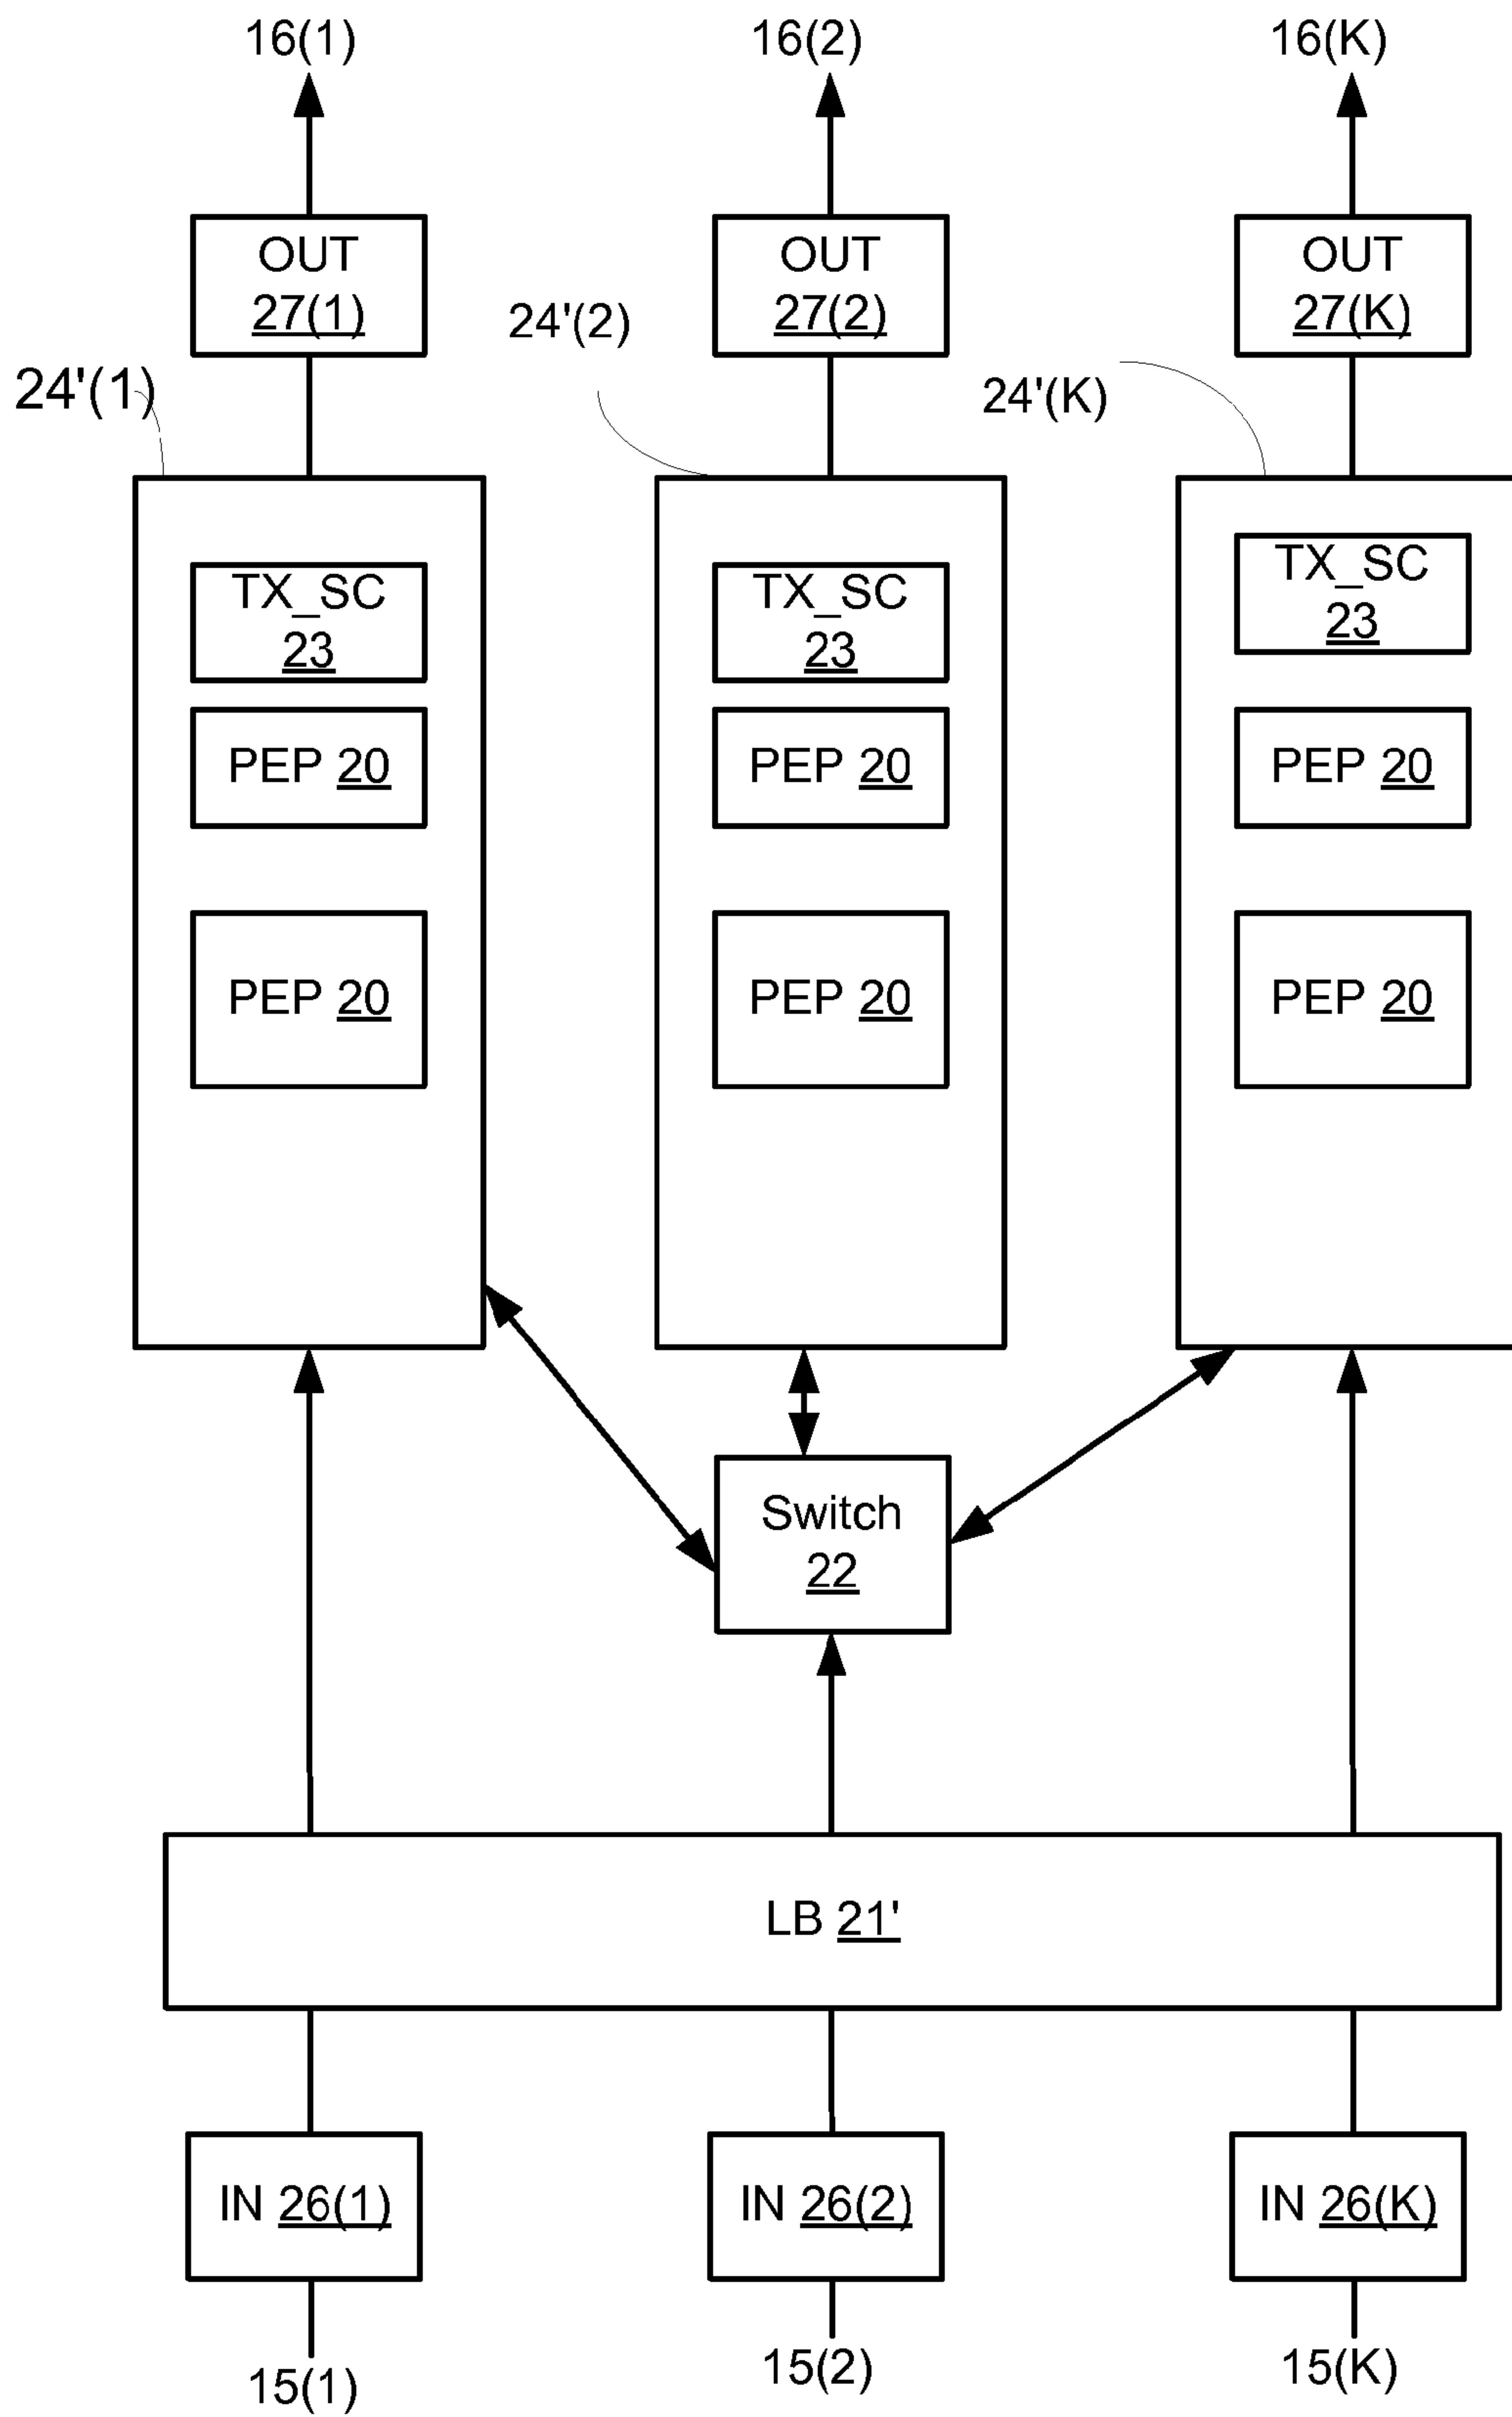 16(1)
16(2)
16(K)
OUT
27(1)
OUT
27(2)
OUT
27(K)
24'(1)
24'(2)
24'(K)
TX_SC
23
TX_SC
23
TX_SC
23
PEP 20
PEP 20
PEP 20
PEP 20
PEP 20
PEP 20
Switch
22
LB 21'
IN 26(1)
IN 26(2)
IN 26(K)
15(1)
15(2)
15(K)